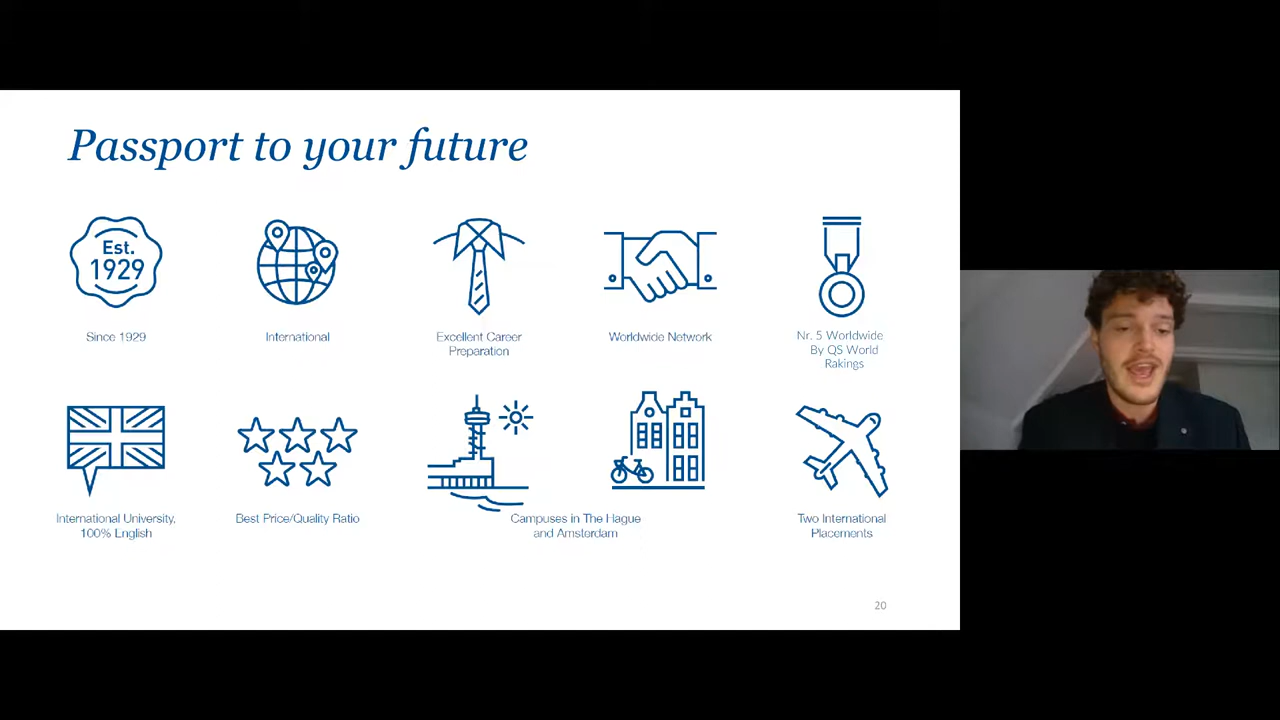 Passport to your future
Est.
1929
Since 1929
International
Excellent Career
Preparation
Worldwide Network
Nr. 5 Worldwide
By QS World
Rakings
International University,
100% English
Best Price/Quality Ratio
Campuses in The Hague
and Amsterdam
Two International
Placements
20